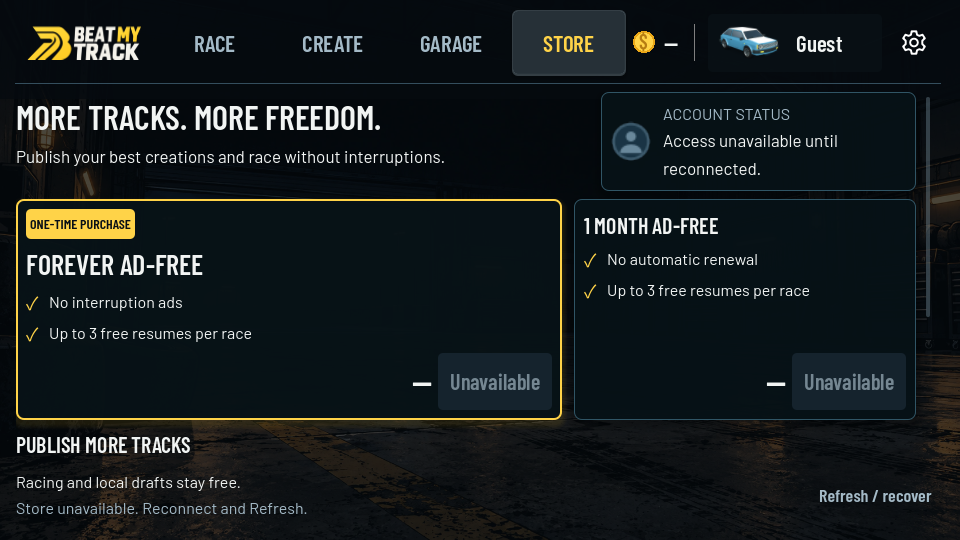 BEAT MY
TRACK
RACE
CREATE
GARAGE
STORE
$
—
Guest
MORE TRACKS. MORE FREEDOM.
Publish your best creations and race without interruptions.
ACCOUNT STATUS
Access unavailable until
reconnected.
ONE-TIME PURCHASE
FOREVER AD-FREE
✓ No interruption ads
✓ Up to 3 free resumes per race
— Unavailable
1 MONTH AD-FREE
✓ No automatic renewal
✓ Up to 3 free resumes per race
— Unavailable
PUBLISH MORE TRACKS
Racing and local drafts stay free.
Store unavailable. Reconnect and Refresh.
Refresh / recover